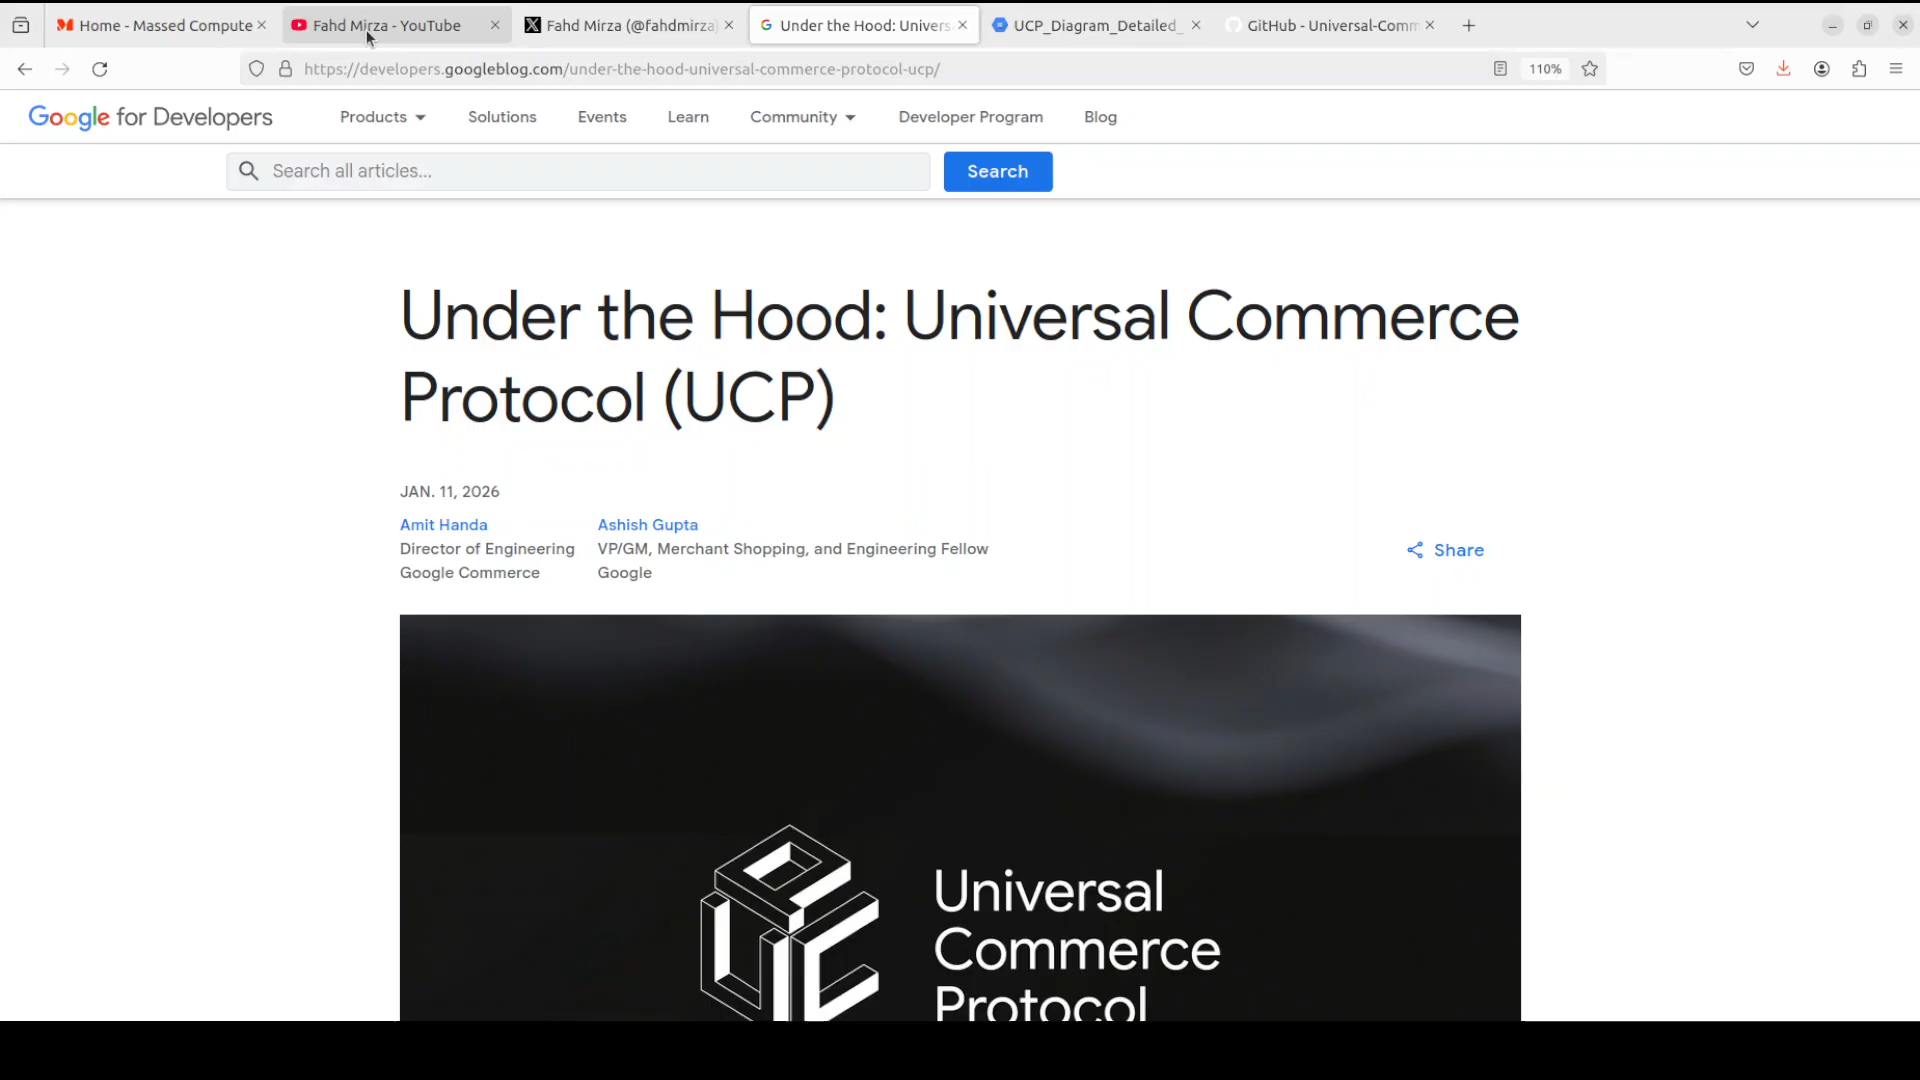 Home - Massed Compute
Fahd Mirza - YouTube
Fahd Mirza (@fahdmirza)
Under the Hood: Univers
UCP_Diagram_Detailed_
GitHub - Universal-Comm
https://developers.googleblog.com/under-the-hood-universal-commerce-protocol-ucp/
110%
Google for Developers
Products
Solutions
Events
Learn
Community
Developer Program
Blog
Search all articles...
Search
Under the Hood: Universal Commerce
Protocol (UCP)
JAN. 11, 2026
Amit Handa
Director of Engineering
Google Commerce
Ashish Gupta
VP/GM, Merchant Shopping, and Engineering Fellow
Google
Share
Universal
Commerce
Protocol